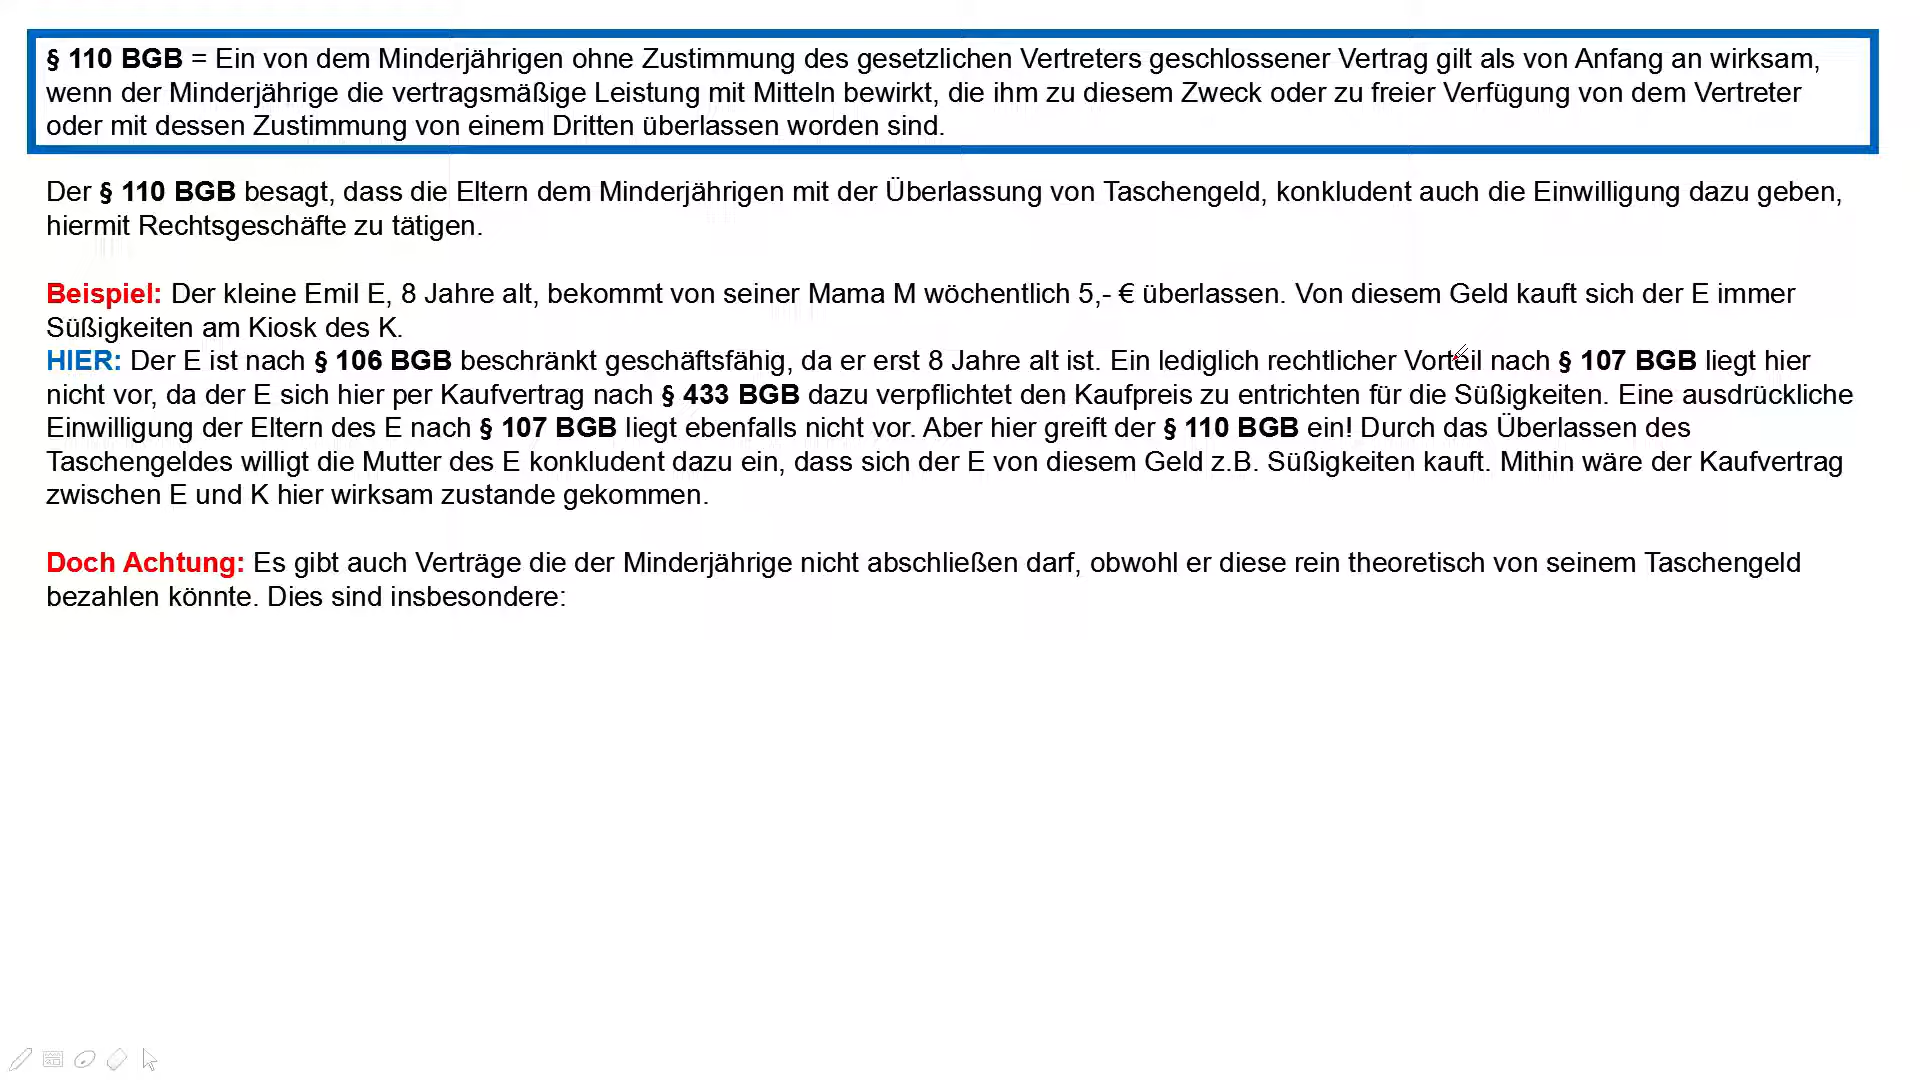 § 110 BGB = Ein von dem Minderjährigen ohne Zustimmung des gesetzlichen Vertreters geschlossener Vertrag gilt als von Anfang an wirksam,
wenn der Minderjährige die vertragsmäßige Leistung mit Mitteln bewirkt, die ihm zu diesem Zweck oder zu freier Verfügung von dem Vertreter
oder mit dessen Zustimmung von einem Dritten überlassen worden sind.
Der § 110 BGB besagt, dass die Eltern dem Minderjährigen mit der Überlassung von Taschengeld, konkludent auch die Einwilligung dazu geben,
hiermit Rechtsgeschäfte zu tätigen.
Beispiel: Der kleine Emil E, 8 Jahre alt, bekommt von seiner Mama M wöchentlich 5,- € überlassen. Von diesem Geld kauft sich der E immer
Süßigkeiten am Kiosk des K.
HIER: Der E ist nach § 106 BGB beschränkt geschäftsfähig, da er erst 8 Jahre alt ist. Ein lediglich rechtlicher Vorteil nach § 107 BGB liegt hier
nicht vor, da der E sich hier per Kaufvertrag nach § 433 BGB dazu verpflichtet den Kaufpreis zu entrichten für die Süßigkeiten. Eine ausdrückliche
Einwilligung der Eltern des E nach § 107 BGB liegt ebenfalls nicht vor. Aber hier greift der § 110 BGB ein! Durch das Überlassen des
Taschengeldes willigt die Mutter des E konkludent dazu ein, dass sich der E von diesem Geld z.B. Süßigkeiten kauft. Mithin wäre der Kaufvertrag
zwischen E und K hier wirksam zustande gekommen.
Doch Achtung: Es gibt auch Verträge die der Minderjährige nicht abschließen darf, obwohl er diese rein theoretisch von seinem Taschengeld
bezahlen könnte. Dies sind insbesondere: